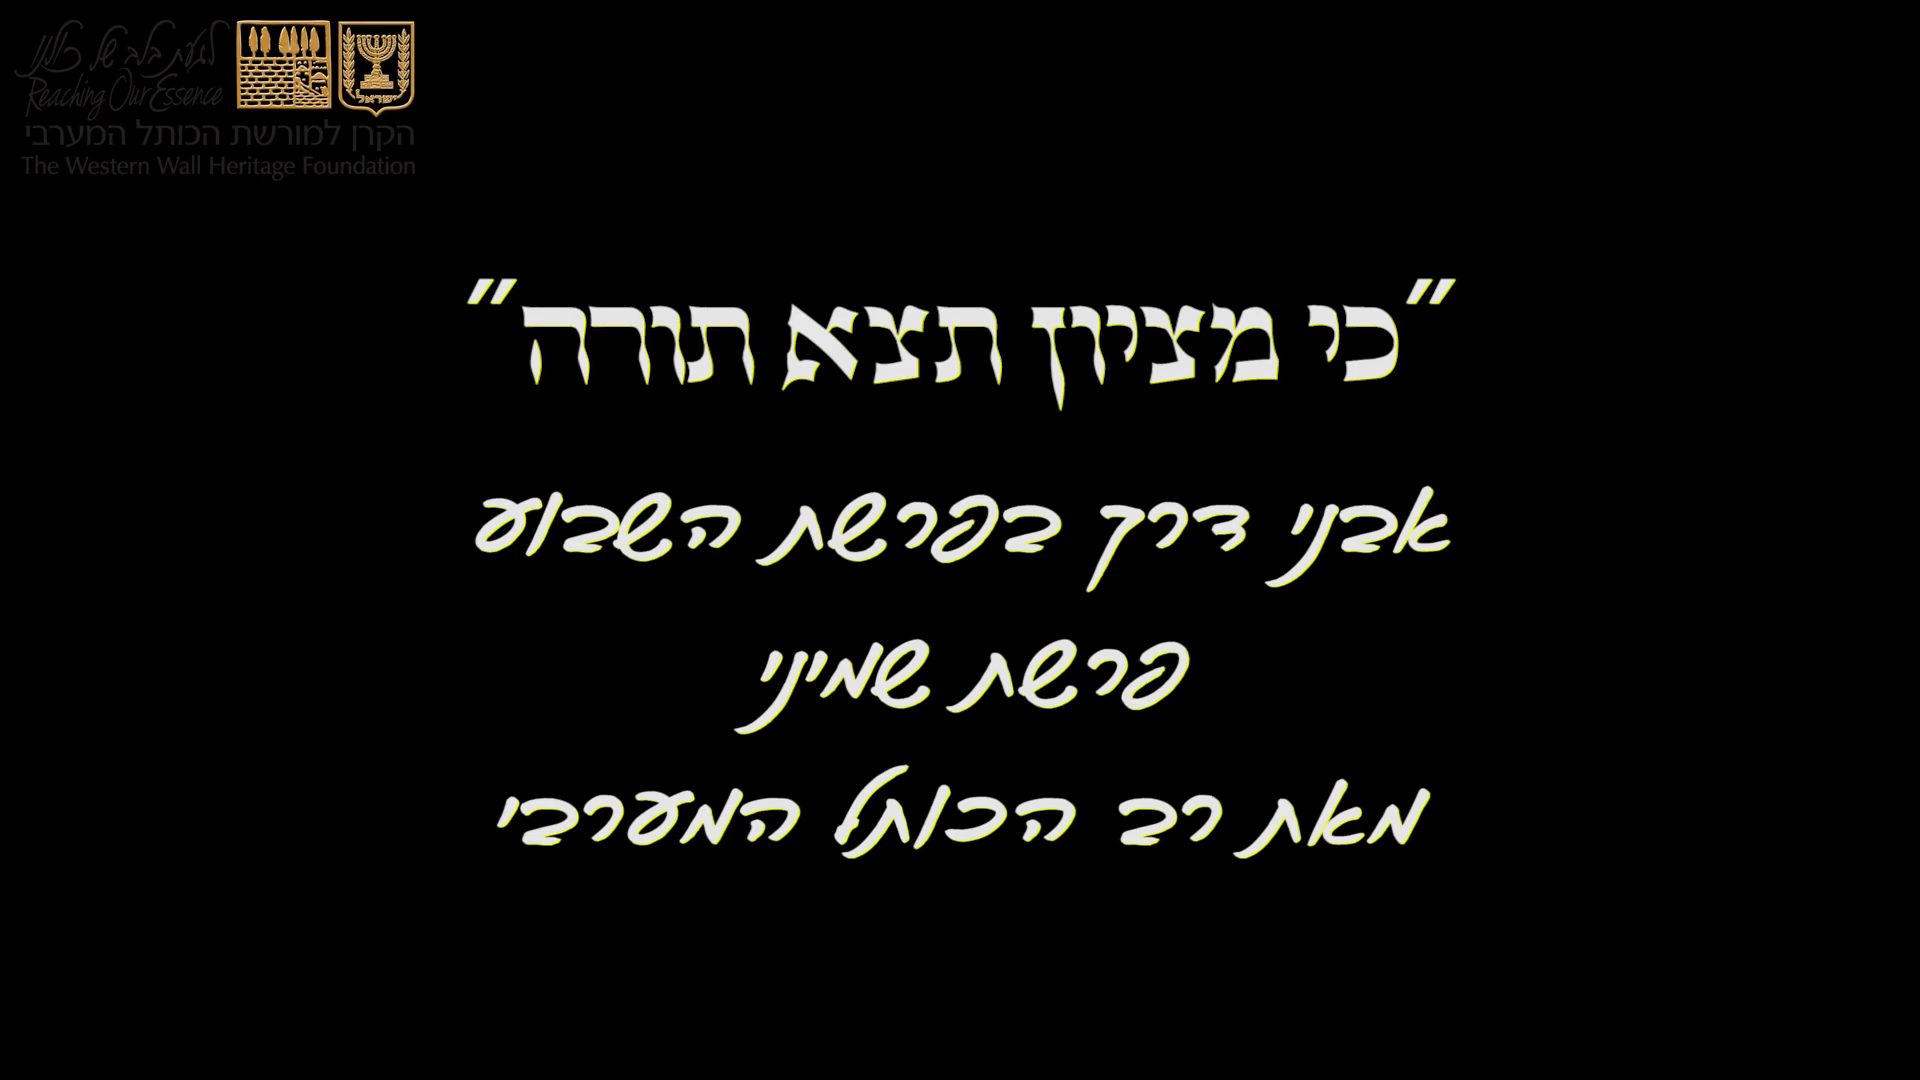 לגעת בלב של כולנו
Reaching Our Essence
ישראל
הקרן למורשת הכותל המערבי
The Western Wall Heritage Foundation
"כי מציון תצא תורה"
אבני דרך בפרשת השבוע
פרשת שמיני
מאת רב הכותל המערבי